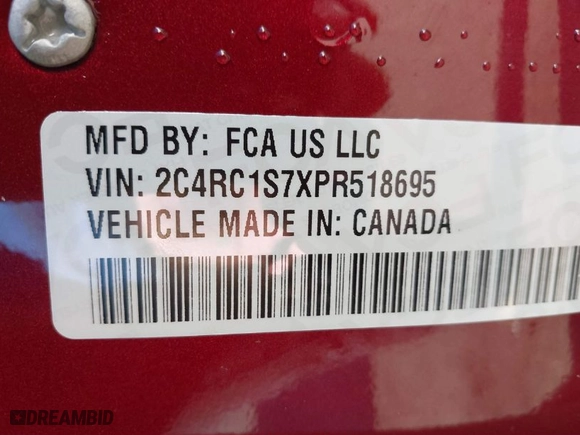 MFD BY: FCA US LLC
VIN: 2C4RC1S7XPR518695
VEHICLE MADE IN: CANADA
DREAMBID